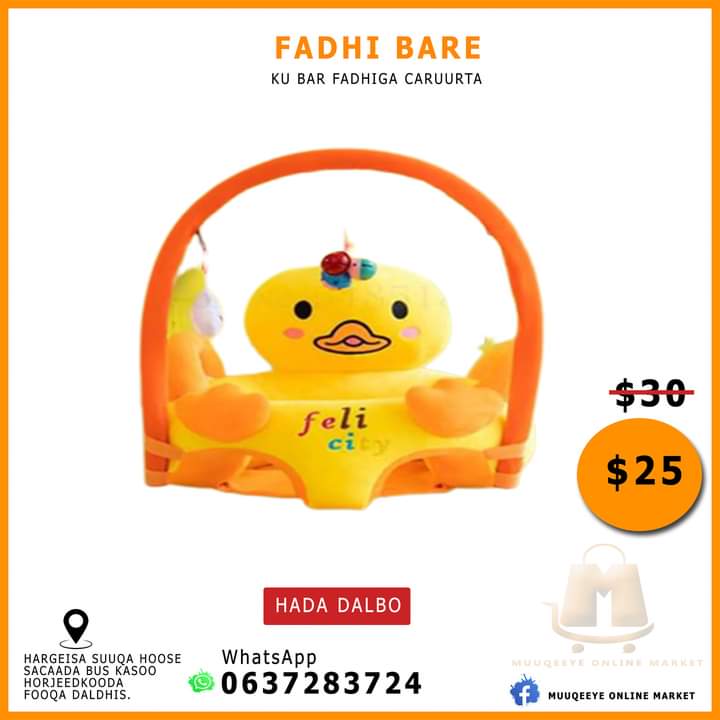 FADHI BARE
KU BAR FADHIGA CARUURTA
feli
city
$30
$25
HADA DALBO
M
MUUQEEYE ONLINE MARKET
HARGEISA SUUQA HOOSE
SACAADA BUS KASOO
HORJEEDKOODA
FOOQA DALDHIS.
WhatsApp
0637283724
f MUUQEEYE ONLINE MARKET